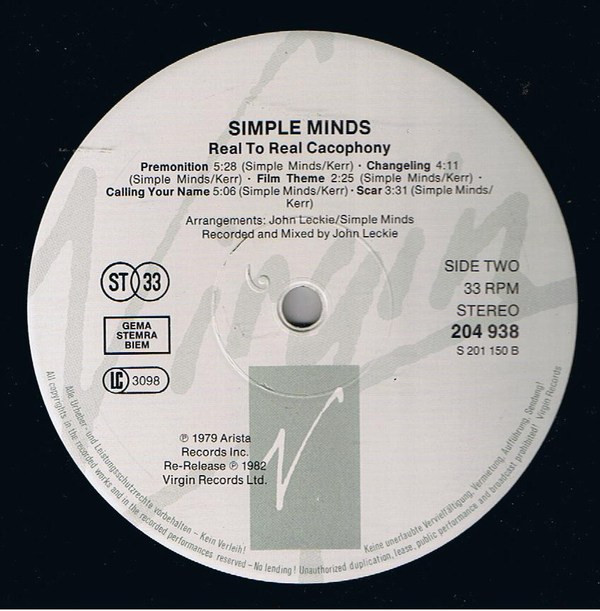 SIMPLE MINDS
Real To Real Cacophony
Premonition 5:28 (Simple Minds/Kerr) · Changeling 4:11
(Simple Minds/Kerr) · Film Theme 2:25 (Simple Minds/Kerr) ·
Calling Your Name 5:06 (Simple Minds/Kerr) · Scar 3:31 (Simple Minds/
Kerr)
Arrangements: John Leckie/Simple Minds
Recorded and Mixed by John Leckie
ST 33
GEMA
STEMRA
BIEM
LC 3098
SIDE TWO
33 RPM
STEREO
204 938
S 201 150 B
℗ 1979 Arista
Records Inc.
Re-Release ℗ 1982
Virgin Records Ltd.
V
Virgin
Alle Urheber- und Leistungsschutzrechte vorbehalten – Kein Verleih! Keine unerlaubte Vervielfältigung, Vermietung, Aufführung, Sendung!
All copyrights in the recorded works and in the recorded performances reserved – No lending! Unauthorized duplication, lease, public performance and broadcast prohibited! Virgin Records